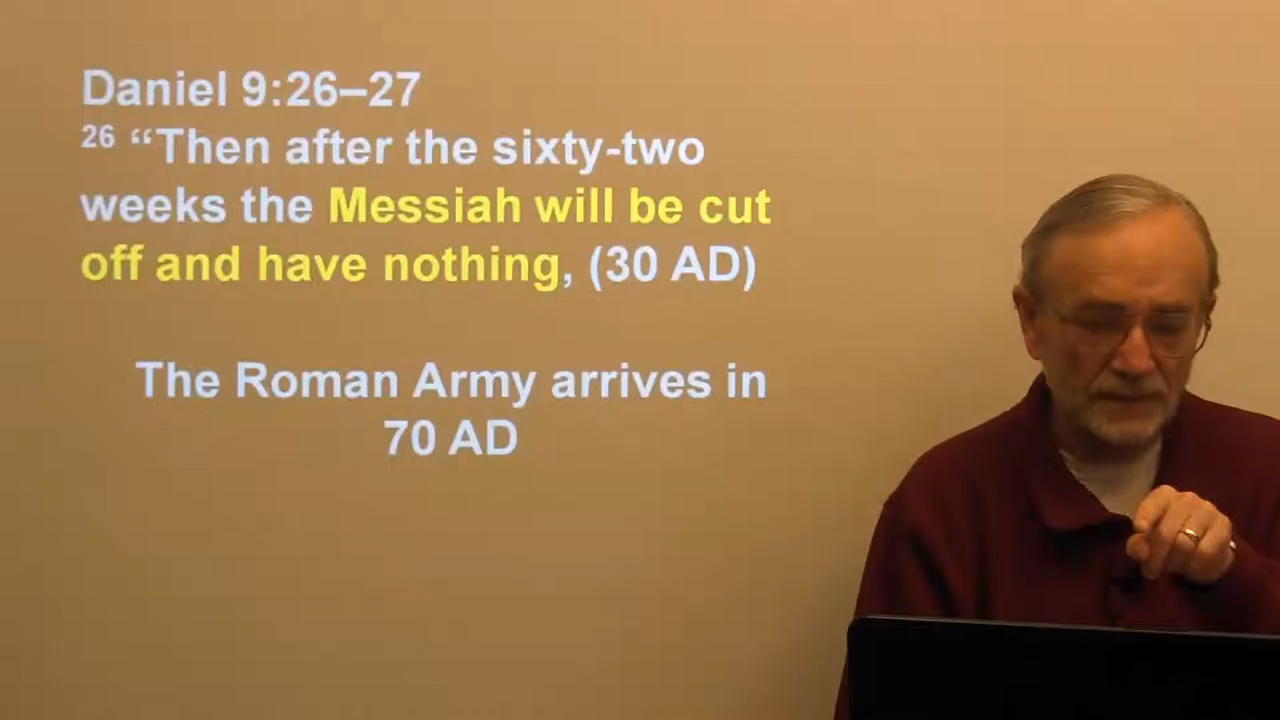 Daniel 9:26–27
26 “Then after the sixty-two
weeks the Messiah will be cut
off and have nothing, (30 AD)
The Roman Army arrives in
70 AD